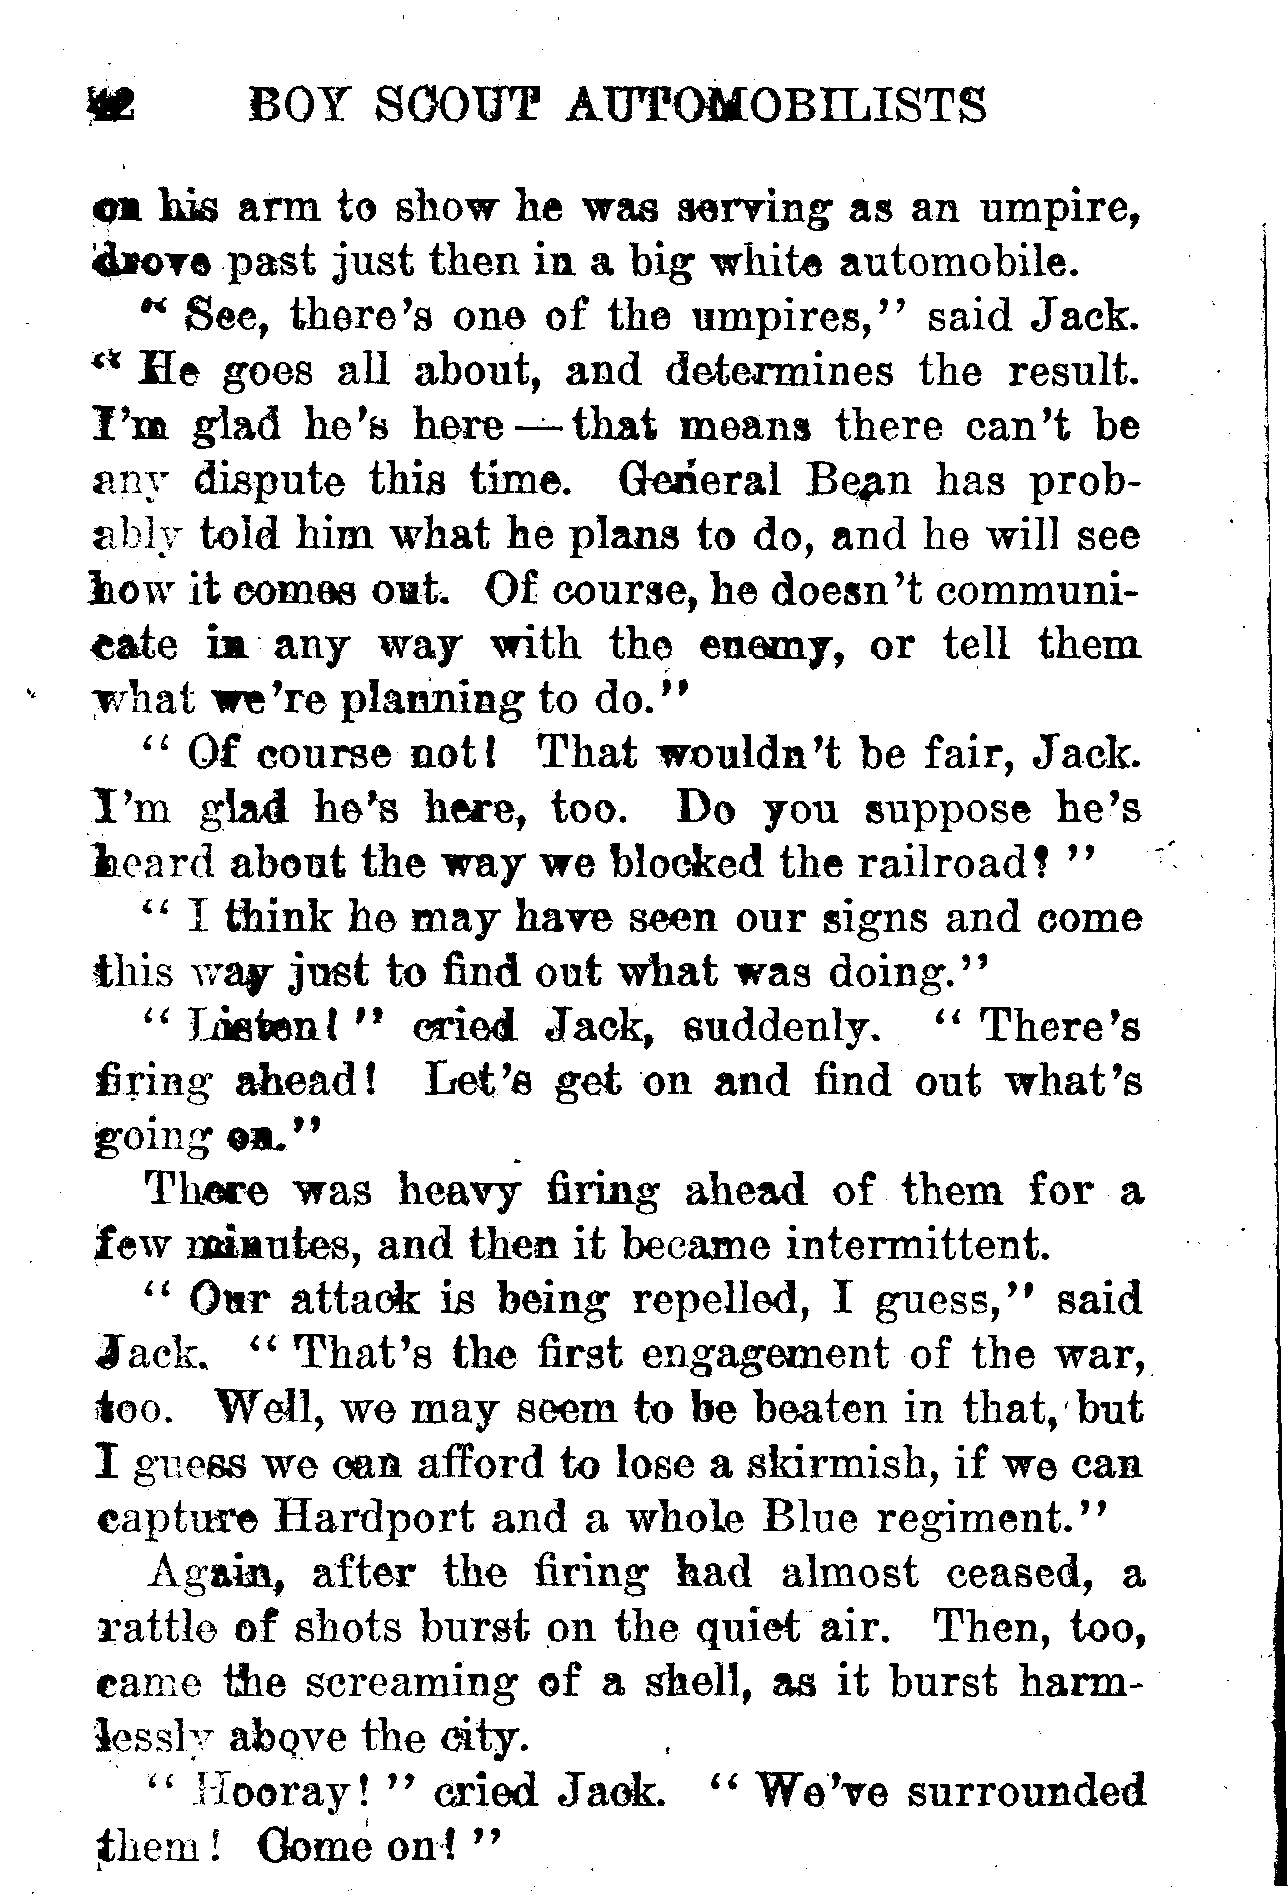 42 BOY SCOUT AUTOMOBILISTS
on his arm to show he was serving as an umpire,
drove past just then in a big white automobile.
“ See, there’s one of the umpires,” said Jack.
“ He goes all about, and determines the result.
I’m glad he’s here — that means there can’t be
any dispute this time. General Bean has prob-
ably told him what he plans to do, and he will see
how it comes out. Of course, he doesn’t communi-
cate in any way with the enemy, or tell them
what we’re planning to do.”
“ Of course not! That wouldn’t be fair, Jack.
I’m glad he’s here, too. Do you suppose he’s
heard about the way we blocked the railroad? ”
“ I think he may have seen our signs and come
this way just to find out what was doing.”
“ Listen! ” cried Jack, suddenly. “ There’s
firing ahead! Let’s get on and find out what’s
going on.”
There was heavy firing ahead of them for a
few minutes, and then it became intermittent.
“ Our attack is being repelled, I guess,” said
Jack. “ That’s the first engagement of the war,
too. Well, we may seem to be beaten in that, but
I guess we can afford to lose a skirmish, if we can
capture Hardport and a whole Blue regiment.”
Again, after the firing had almost ceased, a
rattle of shots burst on the quiet air. Then, too,
came the screaming of a shell, as it burst harm-
lessly above the city.
“ Hooray! ” cried Jack. “ We’ve surrounded
them! Come on! ”